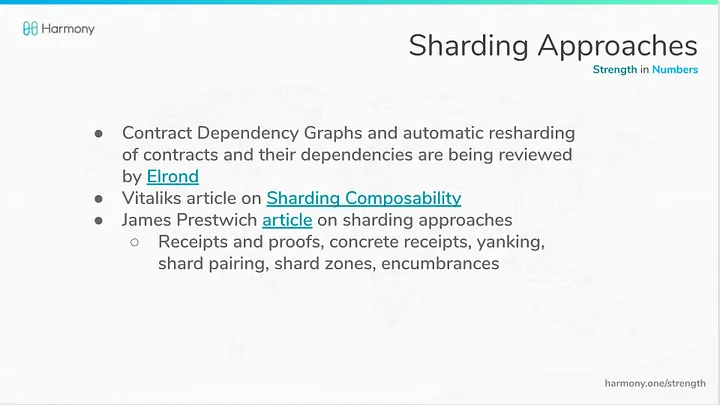 Harmony
Sharding Approaches
Strength in Numbers
● Contract Dependency Graphs and automatic resharding
of contracts and their dependencies are being reviewed
by Elrond
● Vitaliks article on Sharding Composability
● James Prestwich article on sharding approaches
○ Receipts and proofs, concrete receipts, yanking,
shard pairing, shard zones, encumbrances
harmony.one/strength